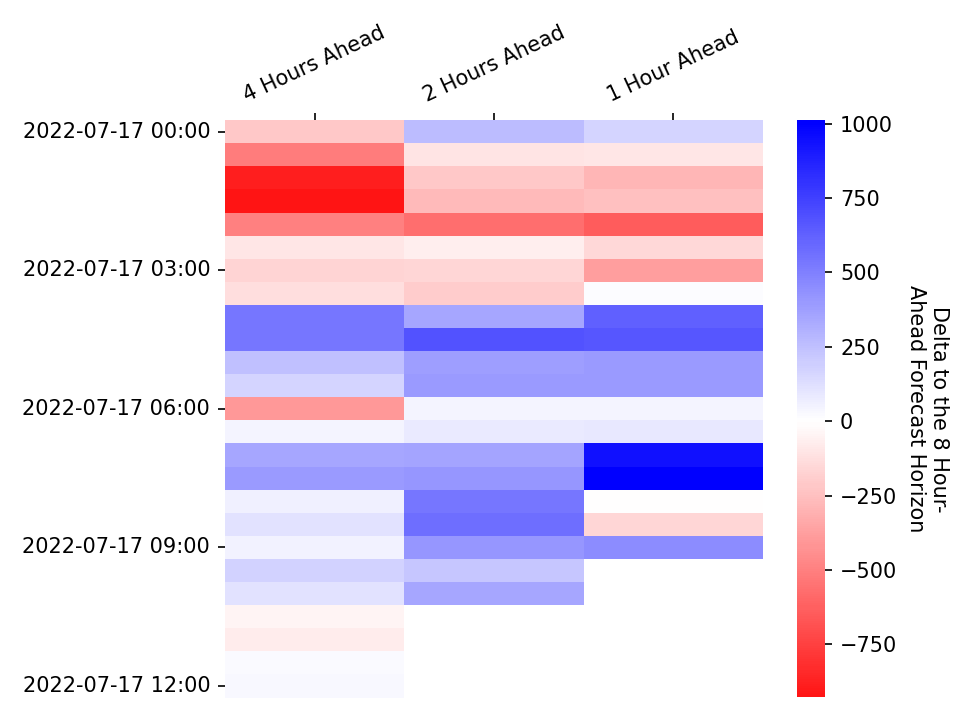 4 Hours Ahead
2 Hours Ahead
1 Hour Ahead
2022-07-17 00:00
2022-07-17 03:00
2022-07-17 06:00
2022-07-17 09:00
2022-07-17 12:00
1000
750
500
250
0
−250
−500
−750
Delta to the 8 Hour-
Ahead Forecast Horizon